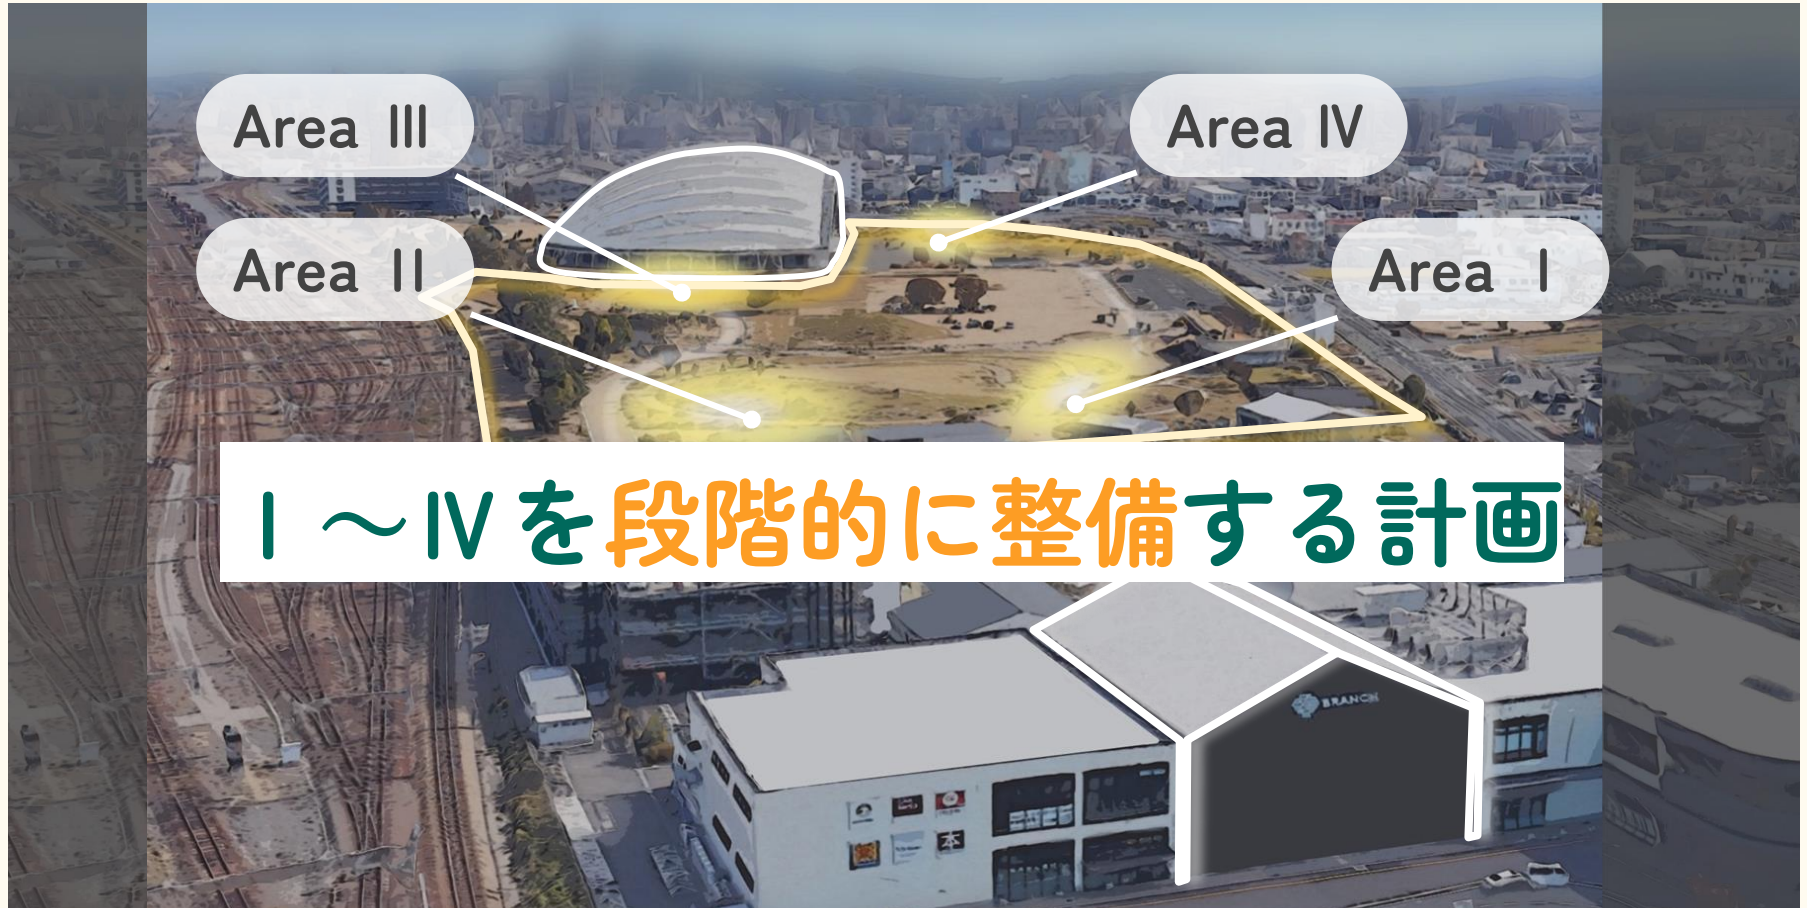 Area Ⅲ
Area Ⅳ
Area Ⅱ
Area Ⅰ
Ⅰ～Ⅳを段階的に整備する計画
BRANCH
本